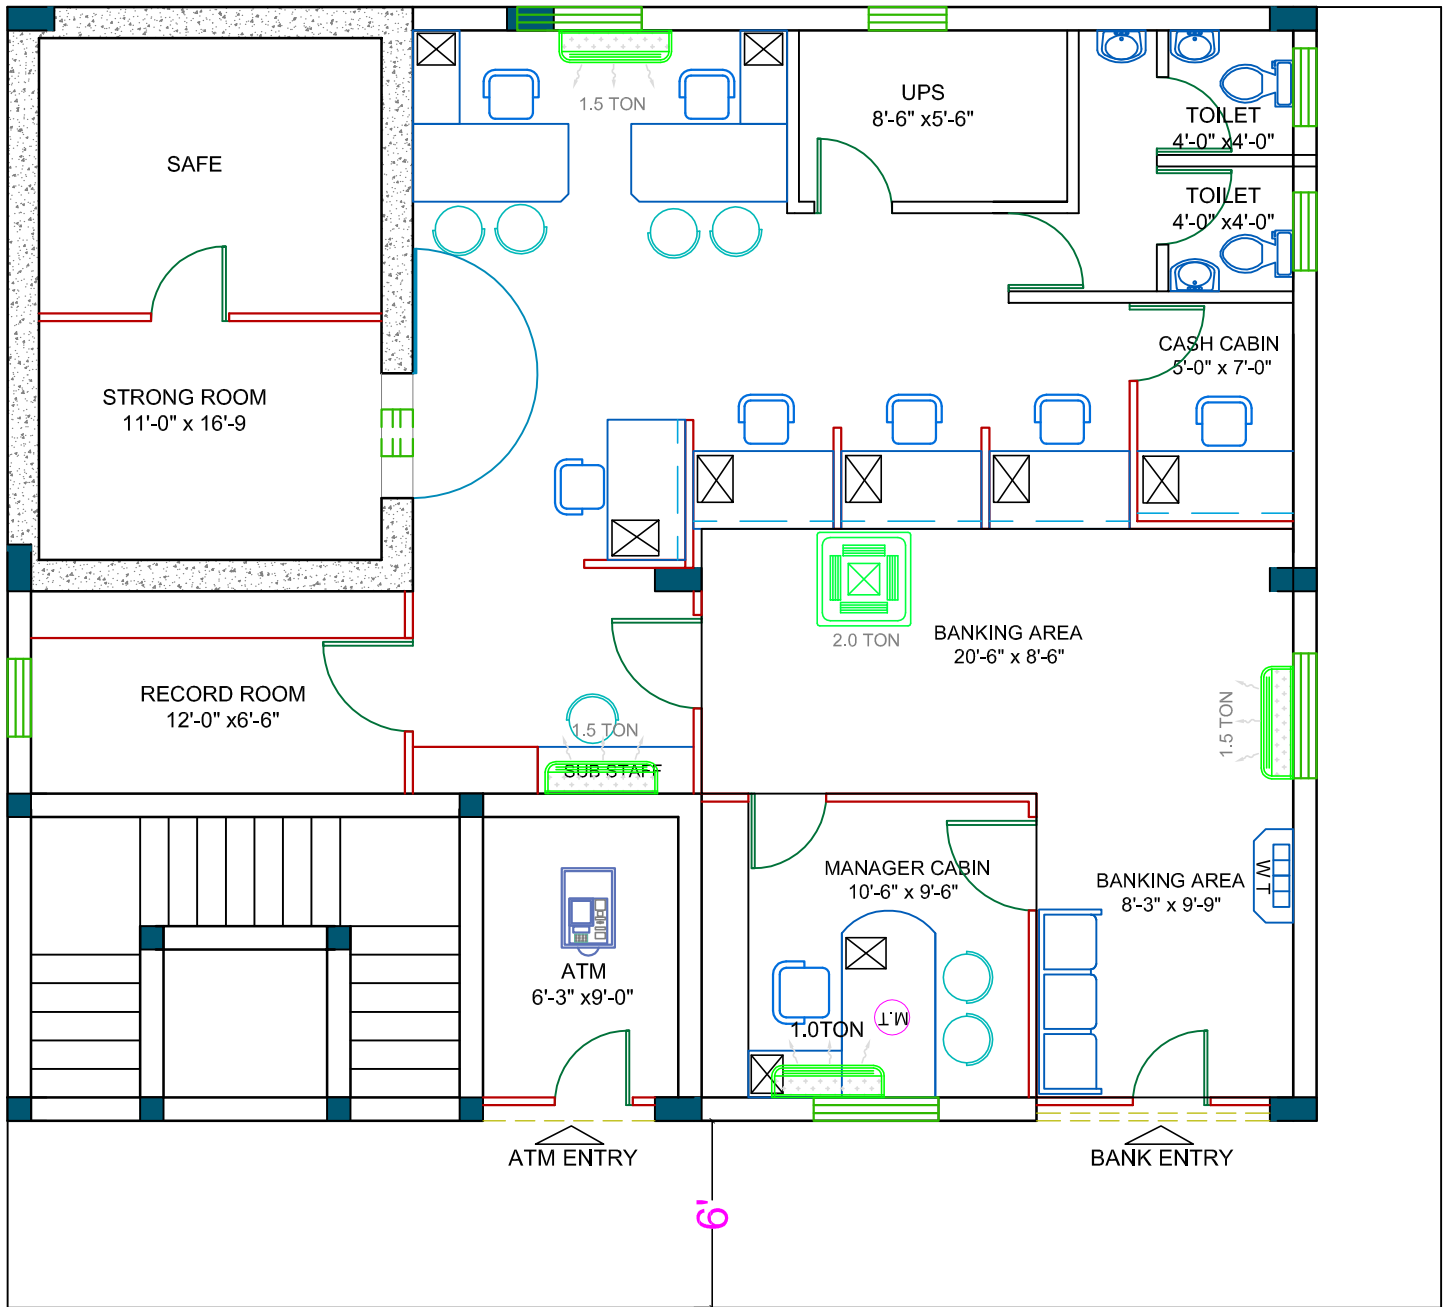 1.5 TON
UPS
8'-6" x5'-6"
TOILET
4'-0" x4'-0"
SAFE
TOILET
4'-0" x4'-0"
CASH CABIN
5'-0" x 7'-0"
STRONG ROOM
11'-0" x 16'-9
2.0 TON
BANKING AREA
20'-6" x 8'-6"
RECORD ROOM
12'-0" x6'-6"
1.5 TON
1.5 TON
SUB STAFF
MANAGER CABIN
10'-6" x 9'-6"
W T
BANKING AREA
8'-3" x 9'-9"
ATM
6'-3" x9'-0"
M.T
1.0TON
ATM ENTRY
BANK ENTRY
6'